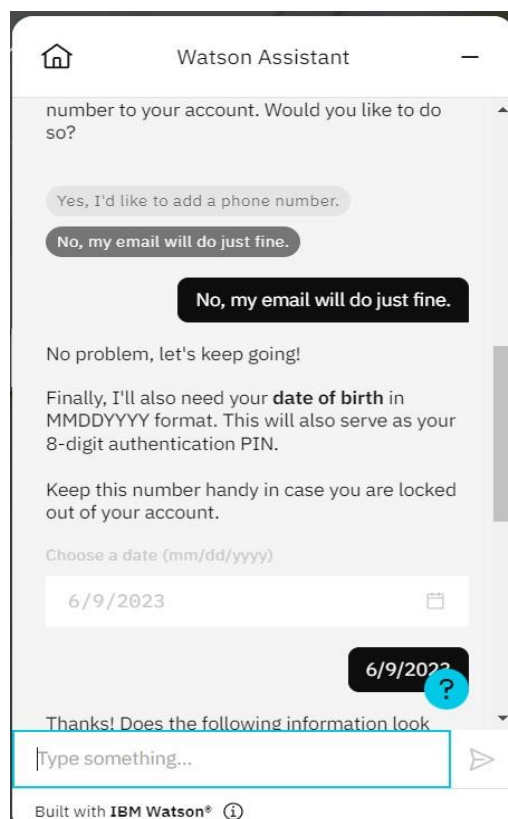 Watson Assistant
number to your account. Would you like to do
so?
Yes, I'd like to add a phone number.
No, my email will do just fine.
No, my email will do just fine.
No problem, let's keep going!
Finally, I'll also need your date of birth in
MMDDYYYY format. This will also serve as your
8-digit authentication PIN.
Keep this number handy in case you are locked
out of your account.
Choose a date (mm/dd/yyyy)
6/9/2023
6/9/2023
?
Thanks! Does the following information look
Type something...
Built with IBM Watson®